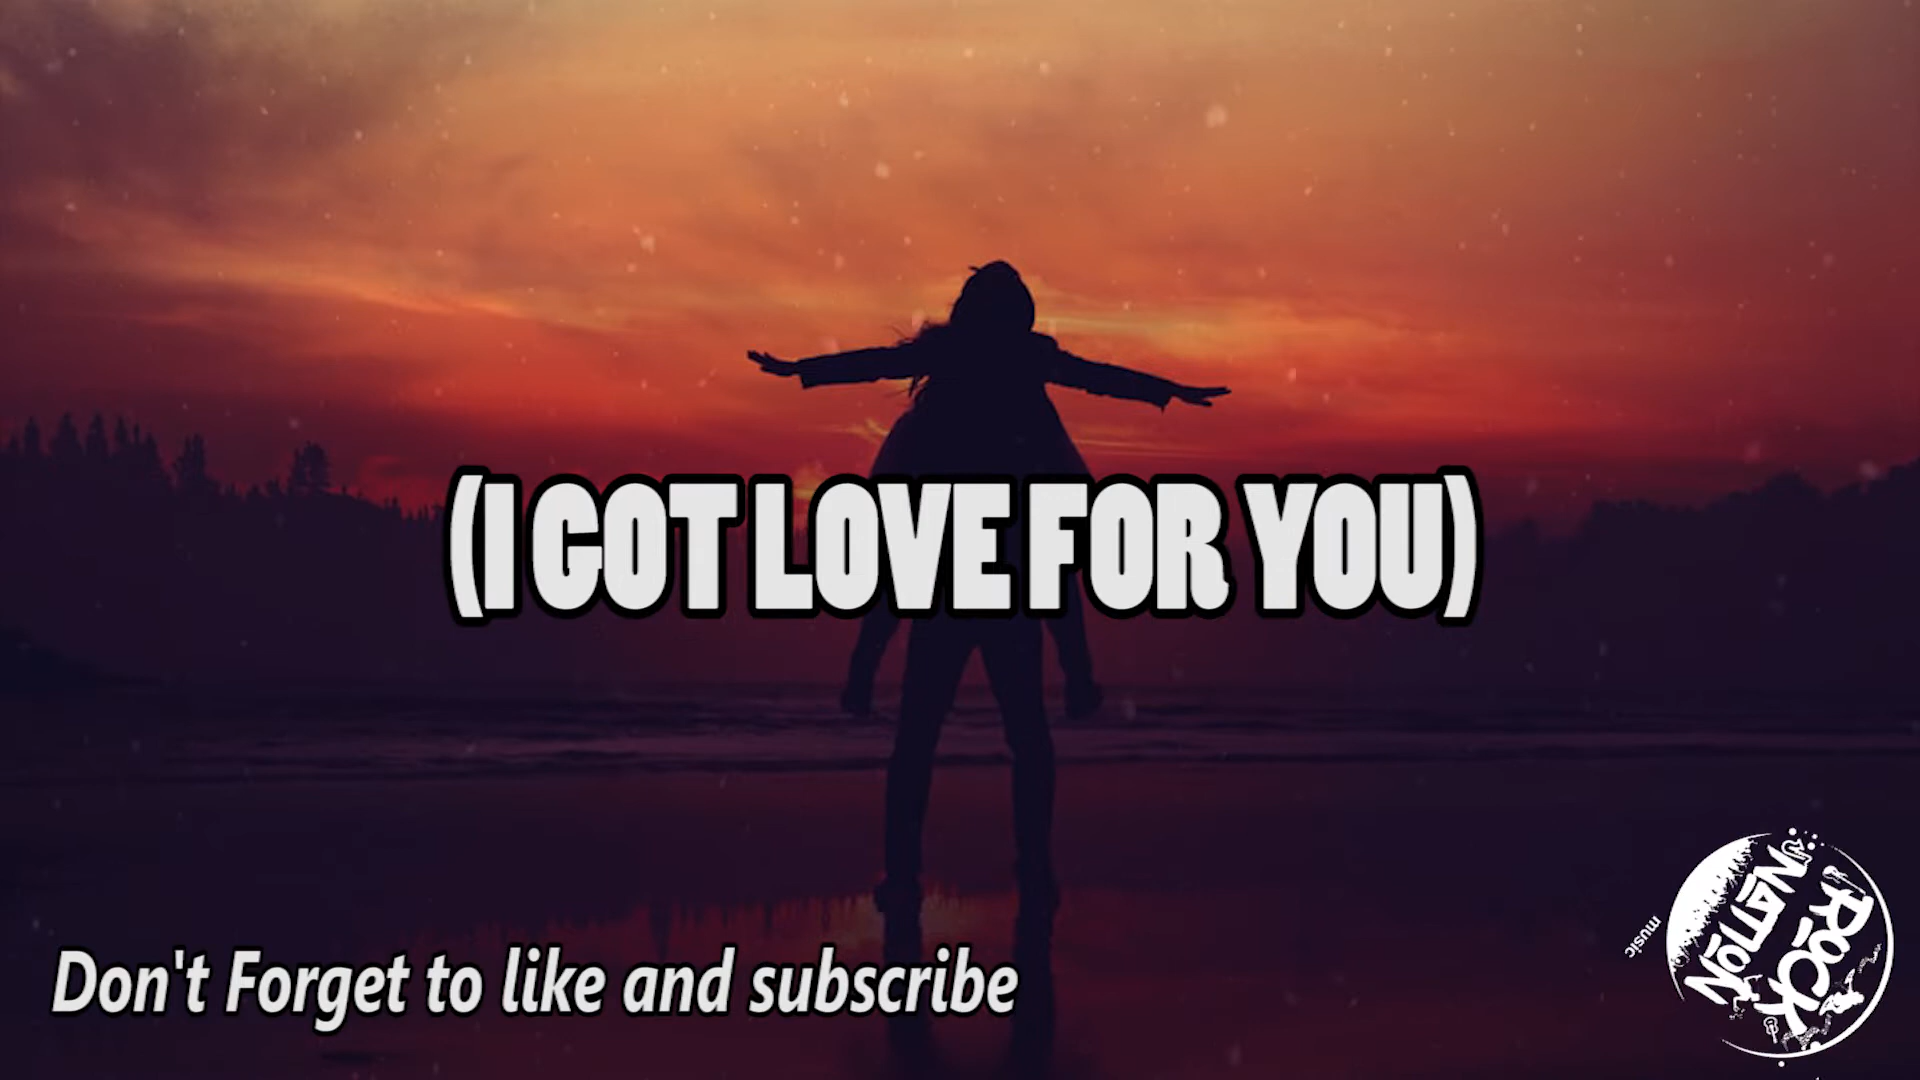 (I GOT LOVE FOR YOU)
Don't Forget to like and subscribe
ROCK
NATION
music